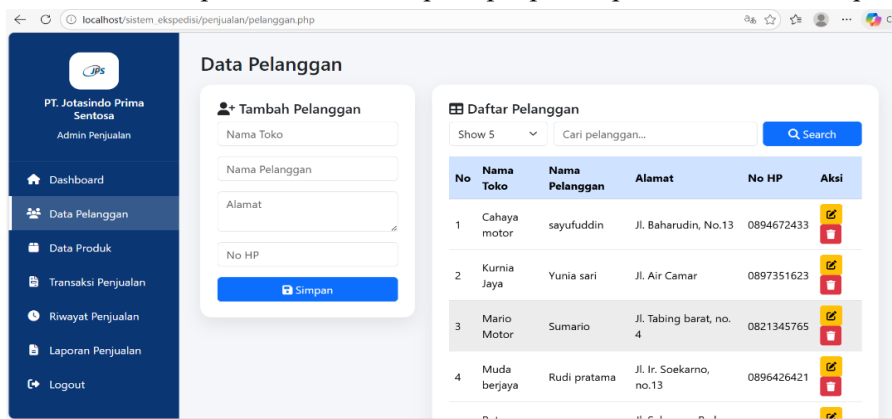 localhost/sistem_ekspedisi/penjualan/pelanggan.php
JPS
PT. Jotasindo Prima
Sentosa
Admin Penjualan
Dashboard
Data Pelanggan
Data Produk
Transaksi Penjualan
Riwayat Penjualan
Laporan Penjualan
Logout
Data Pelanggan
Tambah Pelanggan
Nama Toko
Nama Pelanggan
Alamat
No HP
Simpan
Daftar Pelanggan
Show 5 Cari pelanggan... Search
No Nama Toko Nama Pelanggan Alamat No HP Aksi
1 Cahaya motor sayufuddin Jl. Baharudin, No.13 0894672433
2 Kurnia Jaya Yunia sari Jl. Air Camar 0897351623
3 Mario Motor Sumario Jl. Tabing barat, no. 4 0821345765
4 Muda berjaya Rudi pratama Jl. Ir. Soekarno, no.13 0896426421